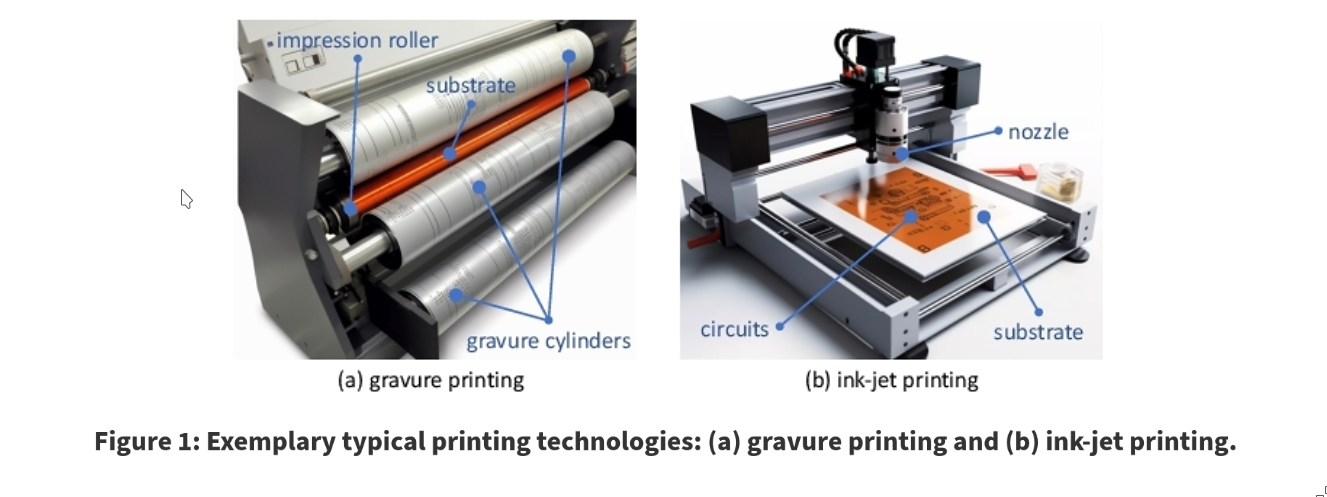 impression roller
substrate
gravure cylinders
nozzle
circuits
substrate
(a) gravure printing
(b) ink-jet printing
Figure 1: Exemplary typical printing technologies: (a) gravure printing and (b) ink-jet printing.